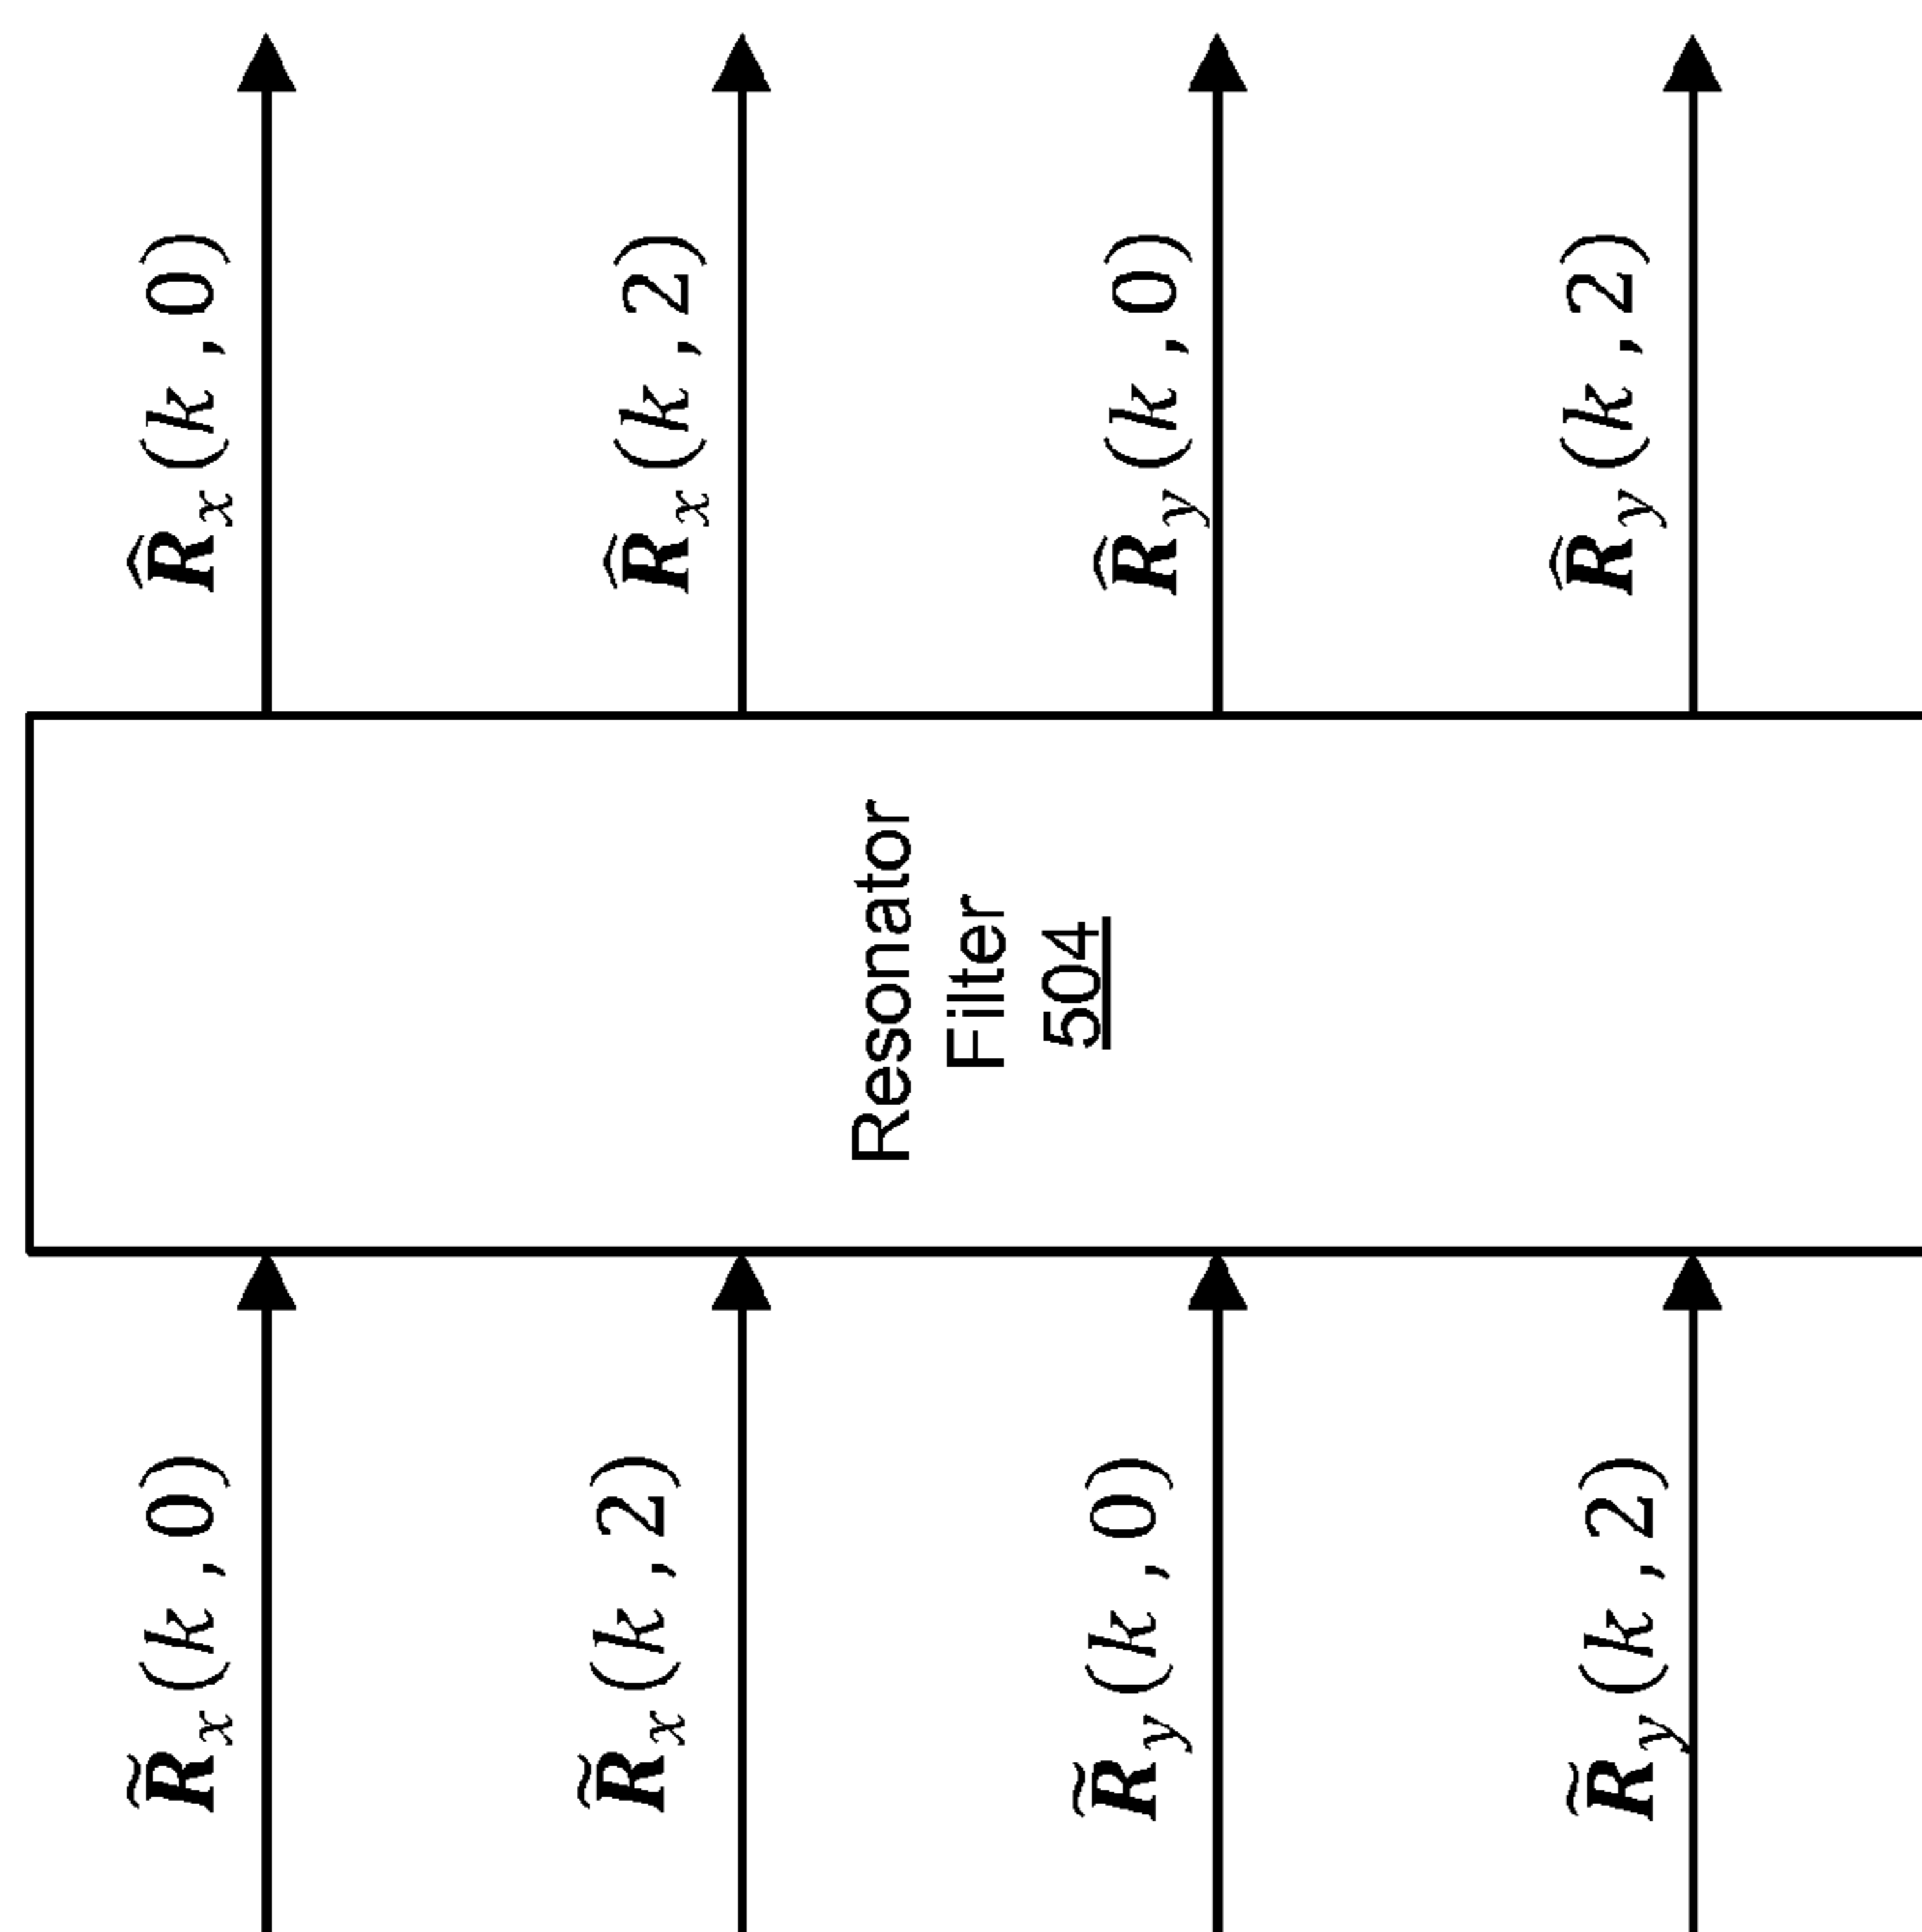 R̃x(k,0)
R̃x(k,2)
R̃y(k,0)
R̃y(k,2)
Resonator
Filter
504
R̂x(k,0)
R̂x(k,2)
R̂y(k,0)
R̂y(k,2)